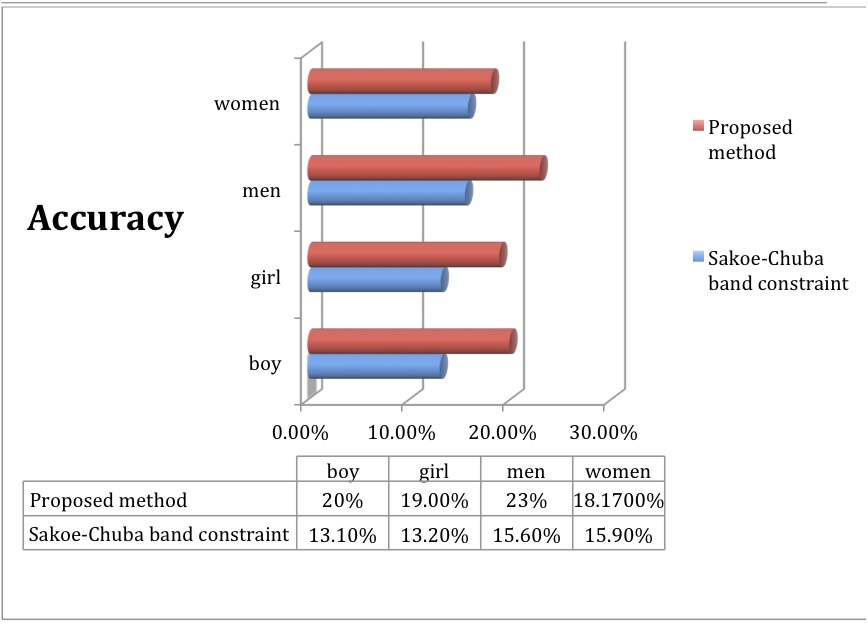 women
men
girl
boy
Accuracy
Proposed
method
Sakoe-Chuba
band constraint
0.00% 10.00% 20.00% 30.00%
boy girl men women
Proposed method 20% 19.00% 23% 18.1700%
Sakoe-Chuba band constraint 13.10% 13.20% 15.60% 15.90%